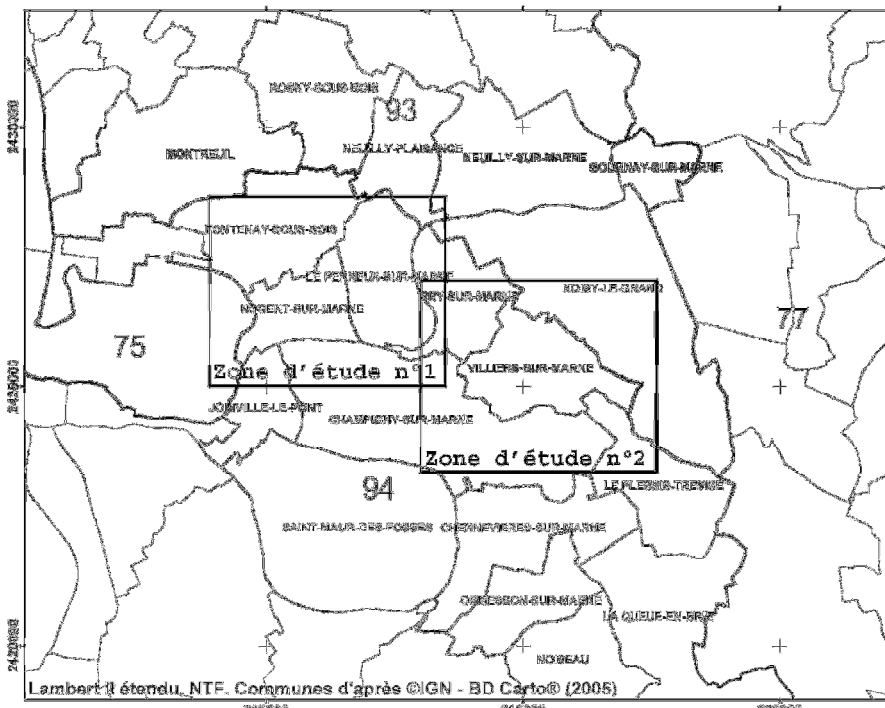 ROSNY-SOUS-BOIS
93
2430000
MONTREUIL
NEUILLY-PLAISANCE
NEUILLY-SUR-MARNE
GOURNAY-SUR-MARNE
FONTENAY-SOUS-BOIS
LE PERREUX-SUR-MARNE
BRY-SUR-MARNE
NOISY-LE-GRAND
NOGENT-SUR-MARNE
75
77
Zone d'étude n°1
VILLIERS-SUR-MARNE
2425000
JOINVILLE-LE-PONT
CHAMPIGNY-SUR-MARNE
Zone d'étude n°2
94
LE PLESSIS-TREVISE
SAINT-MAUR-DES-FOSSES
CHENNEVIERES-SUR-MARNE
ORMESSON-SUR-MARNE
LA QUEUE-EN-BRIE
2420000
NOISEAU
Lambert II étendu, NTF. Communes d'après ©IGN - BD Carto® (2005)